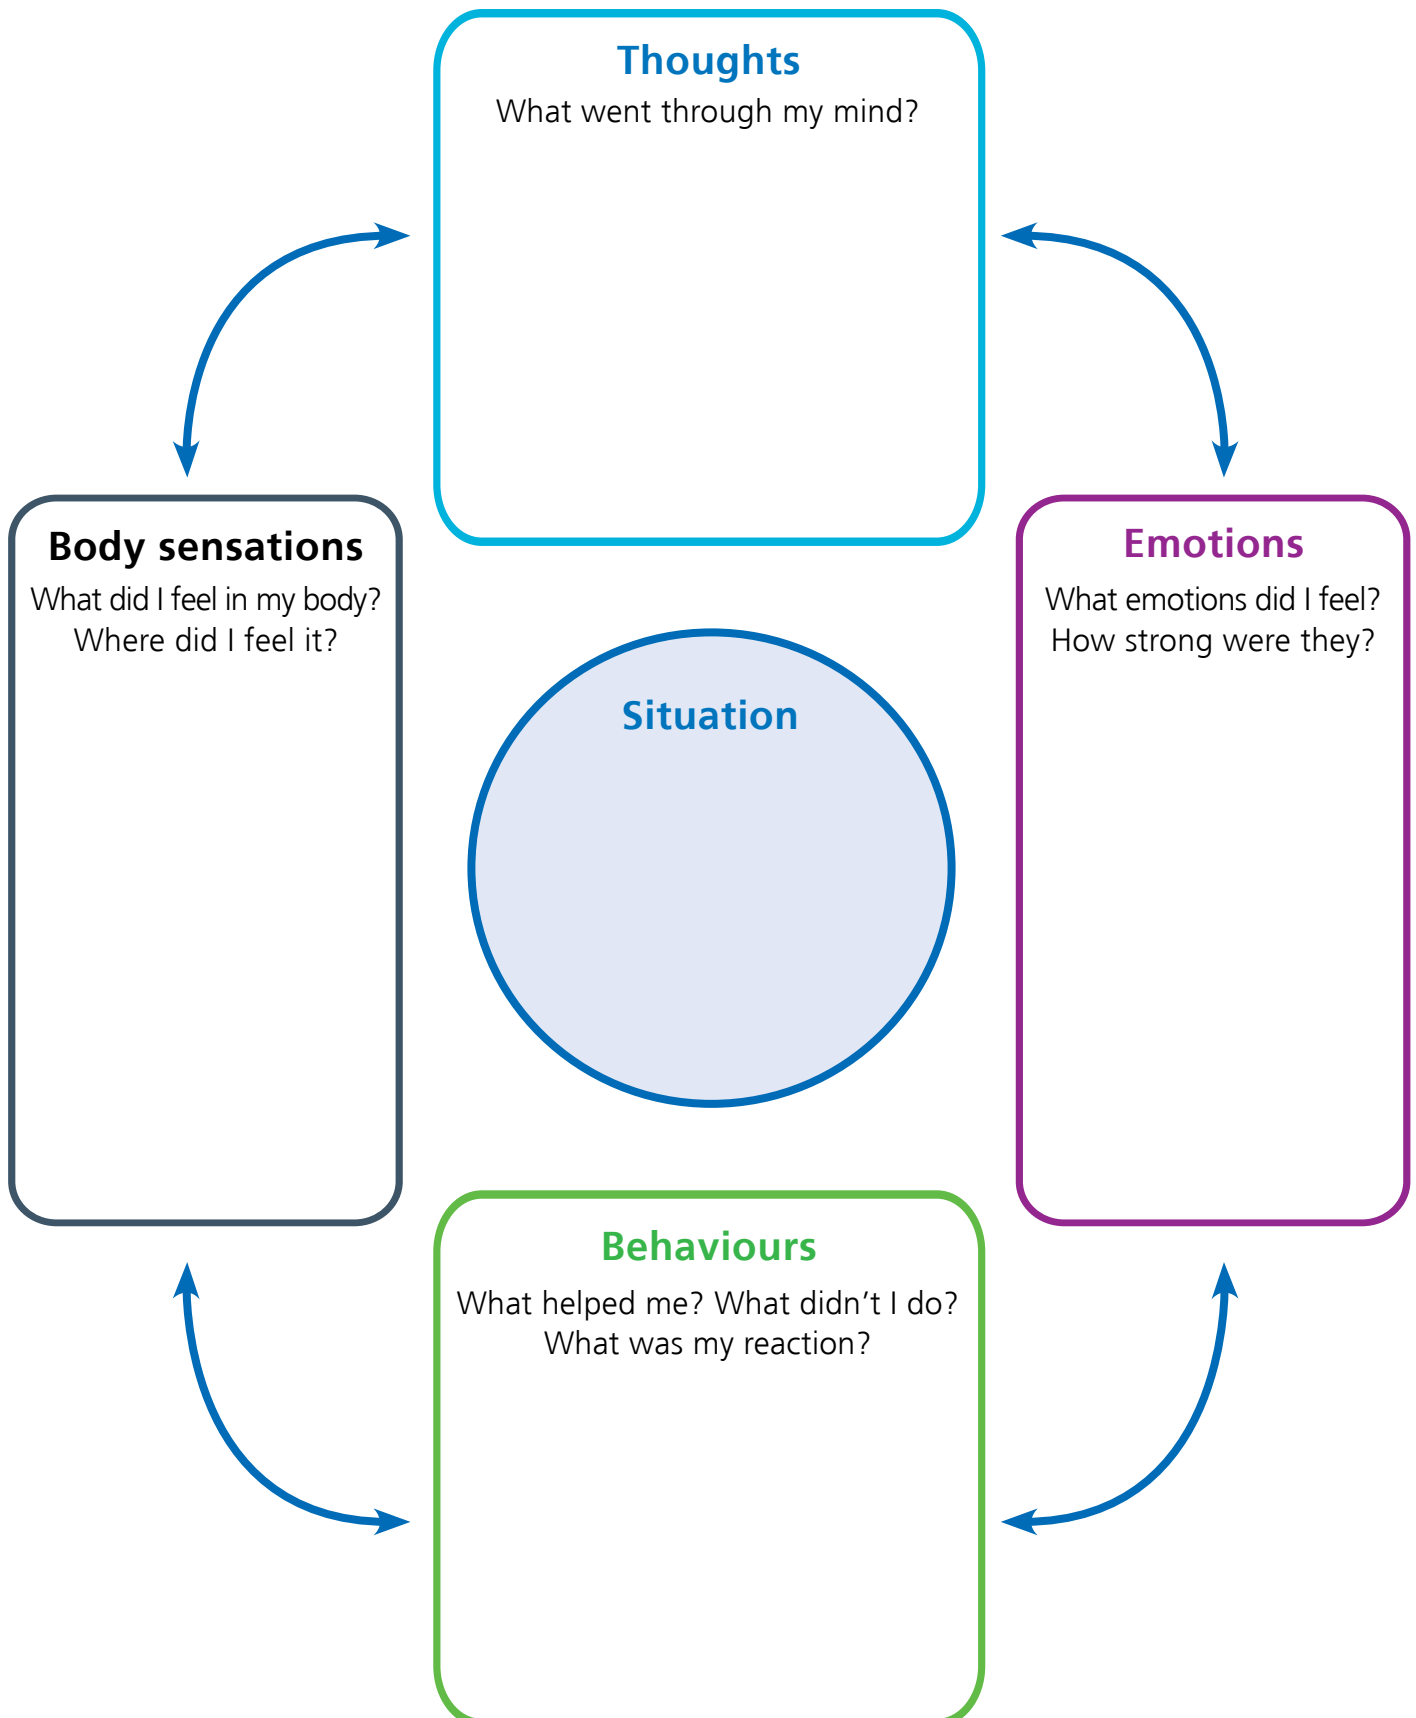 Thoughts
What went through my mind?
Body sensations
What did I feel in my body?
Where did I feel it?
Situation
Emotions
What emotions did I feel?
How strong were they?
Behaviours
What helped me? What didn’t I do?
What was my reaction?